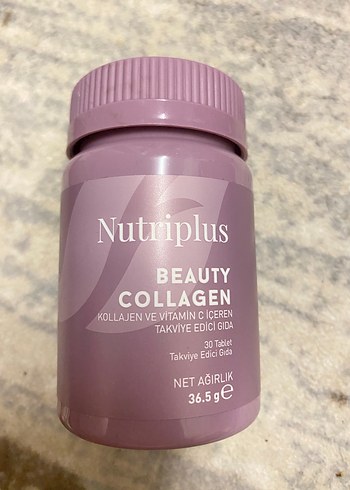 Nutriplus
BEAUTY
COLLAGEN
KOLLAJEN VE VİTAMİN C İÇEREN
TAKVİYE EDİCİ GIDA
30 Tablet
Takviye Edici Gıda
NET AĞIRLIK
36.5 g℮